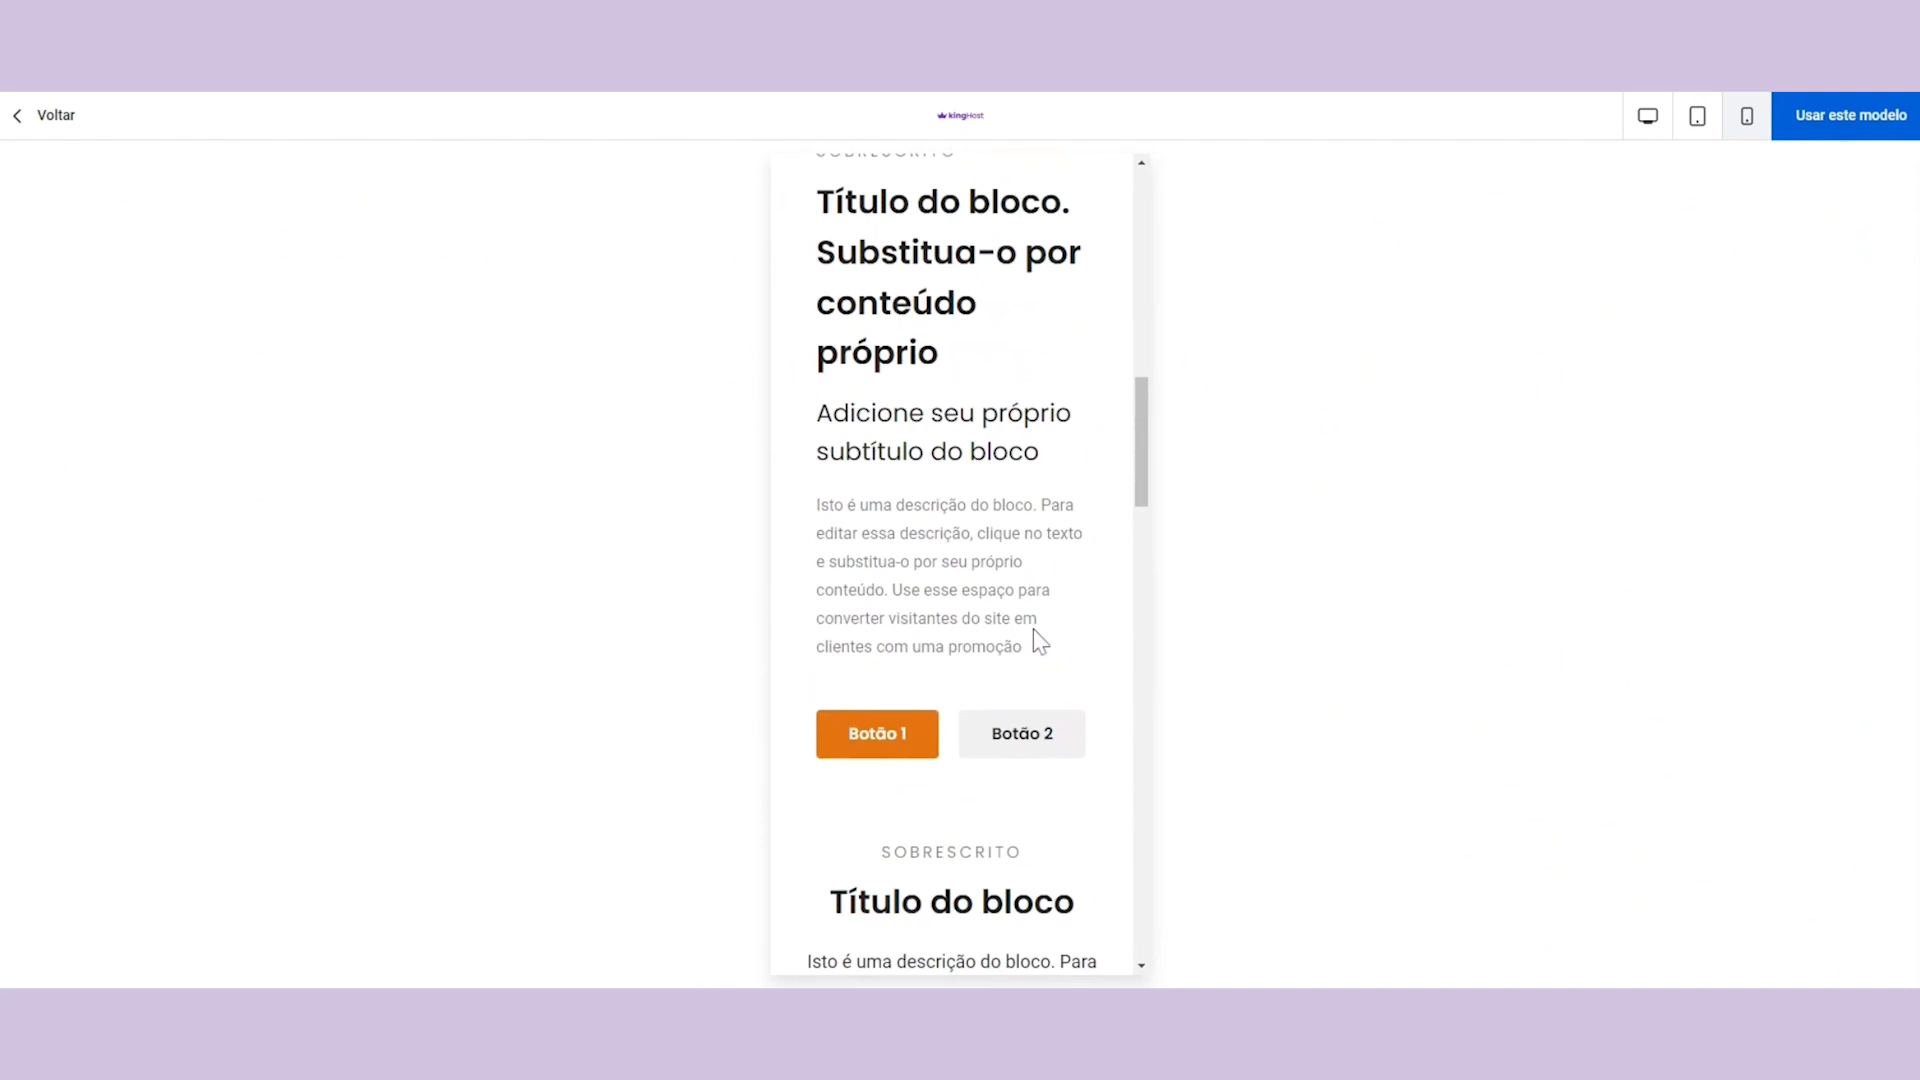 Voltar
kingHost
Usar este modelo
SOBRESCRITO
Título do bloco.
Substitua-o por
conteúdo
próprio
Adicione seu próprio
subtítulo do bloco
Isto é uma descrição do bloco. Para
editar essa descrição, clique no texto
e substitua-o por seu próprio
conteúdo. Use esse espaço para
converter visitantes do site em
clientes com uma promoção
Botão 1
Botão 2
SOBRESCRITO
Título do bloco
Isto é uma descrição do bloco. Para